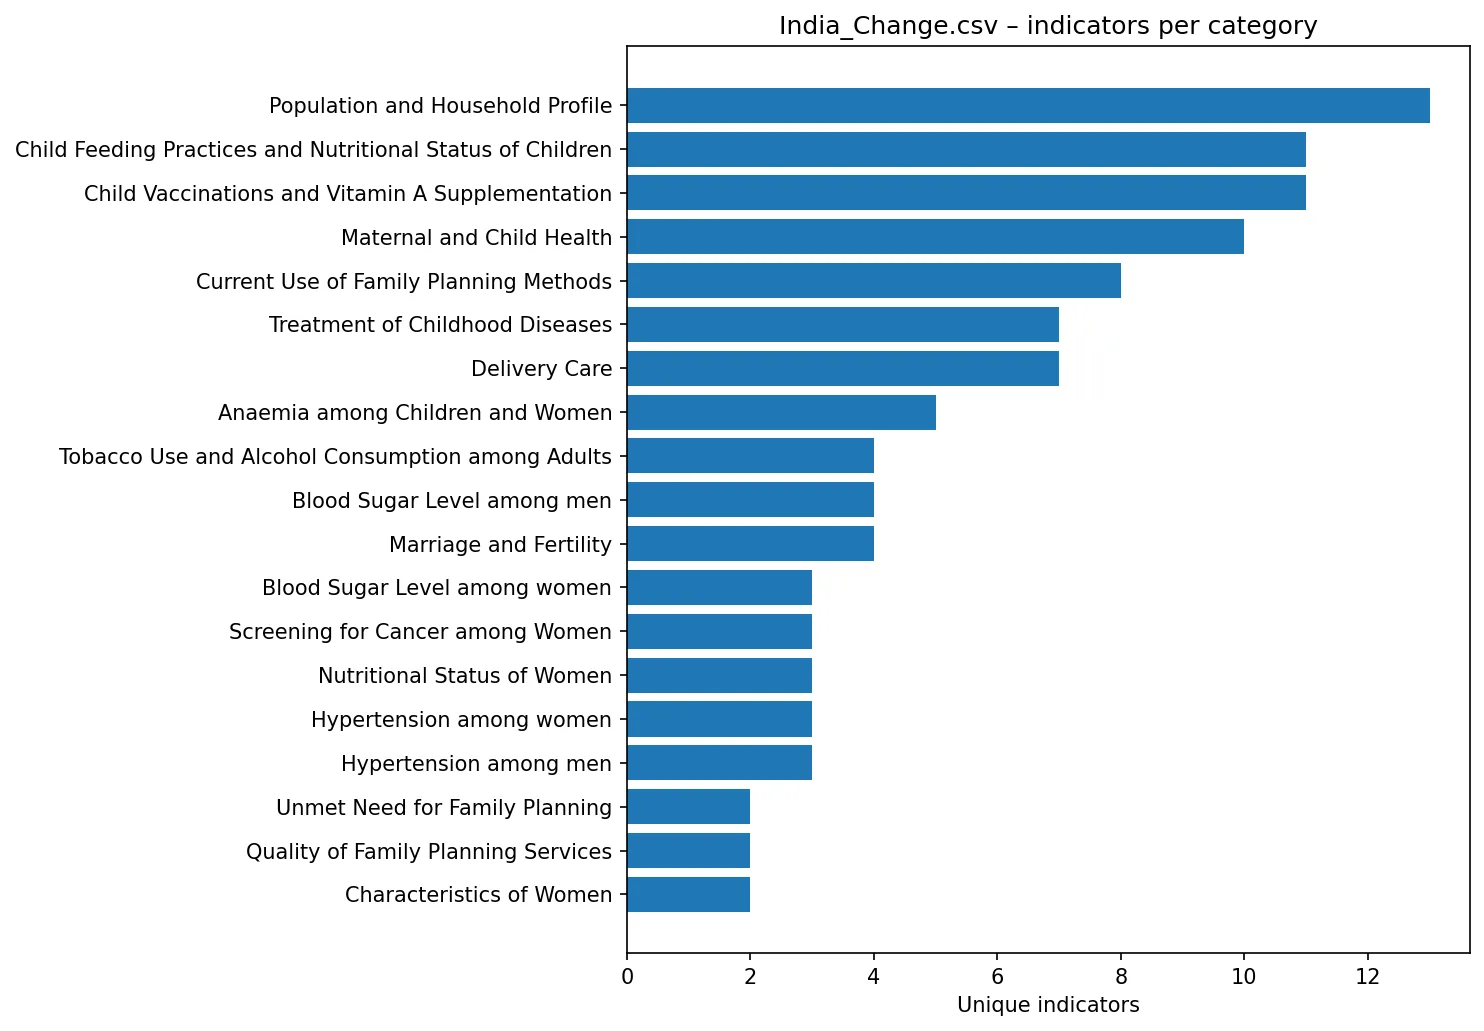 India_Change.csv – indicators per category
Population and Household Profile
Child Feeding Practices and Nutritional Status of Children
Child Vaccinations and Vitamin A Supplementation
Maternal and Child Health
Current Use of Family Planning Methods
Treatment of Childhood Diseases
Delivery Care
Anaemia among Children and Women
Tobacco Use and Alcohol Consumption among Adults
Blood Sugar Level among men
Marriage and Fertility
Blood Sugar Level among women
Screening for Cancer among Women
Nutritional Status of Women
Hypertension among women
Hypertension among men
Unmet Need for Family Planning
Quality of Family Planning Services
Characteristics of Women
0 2 4 6 8 10 12
Unique indicators